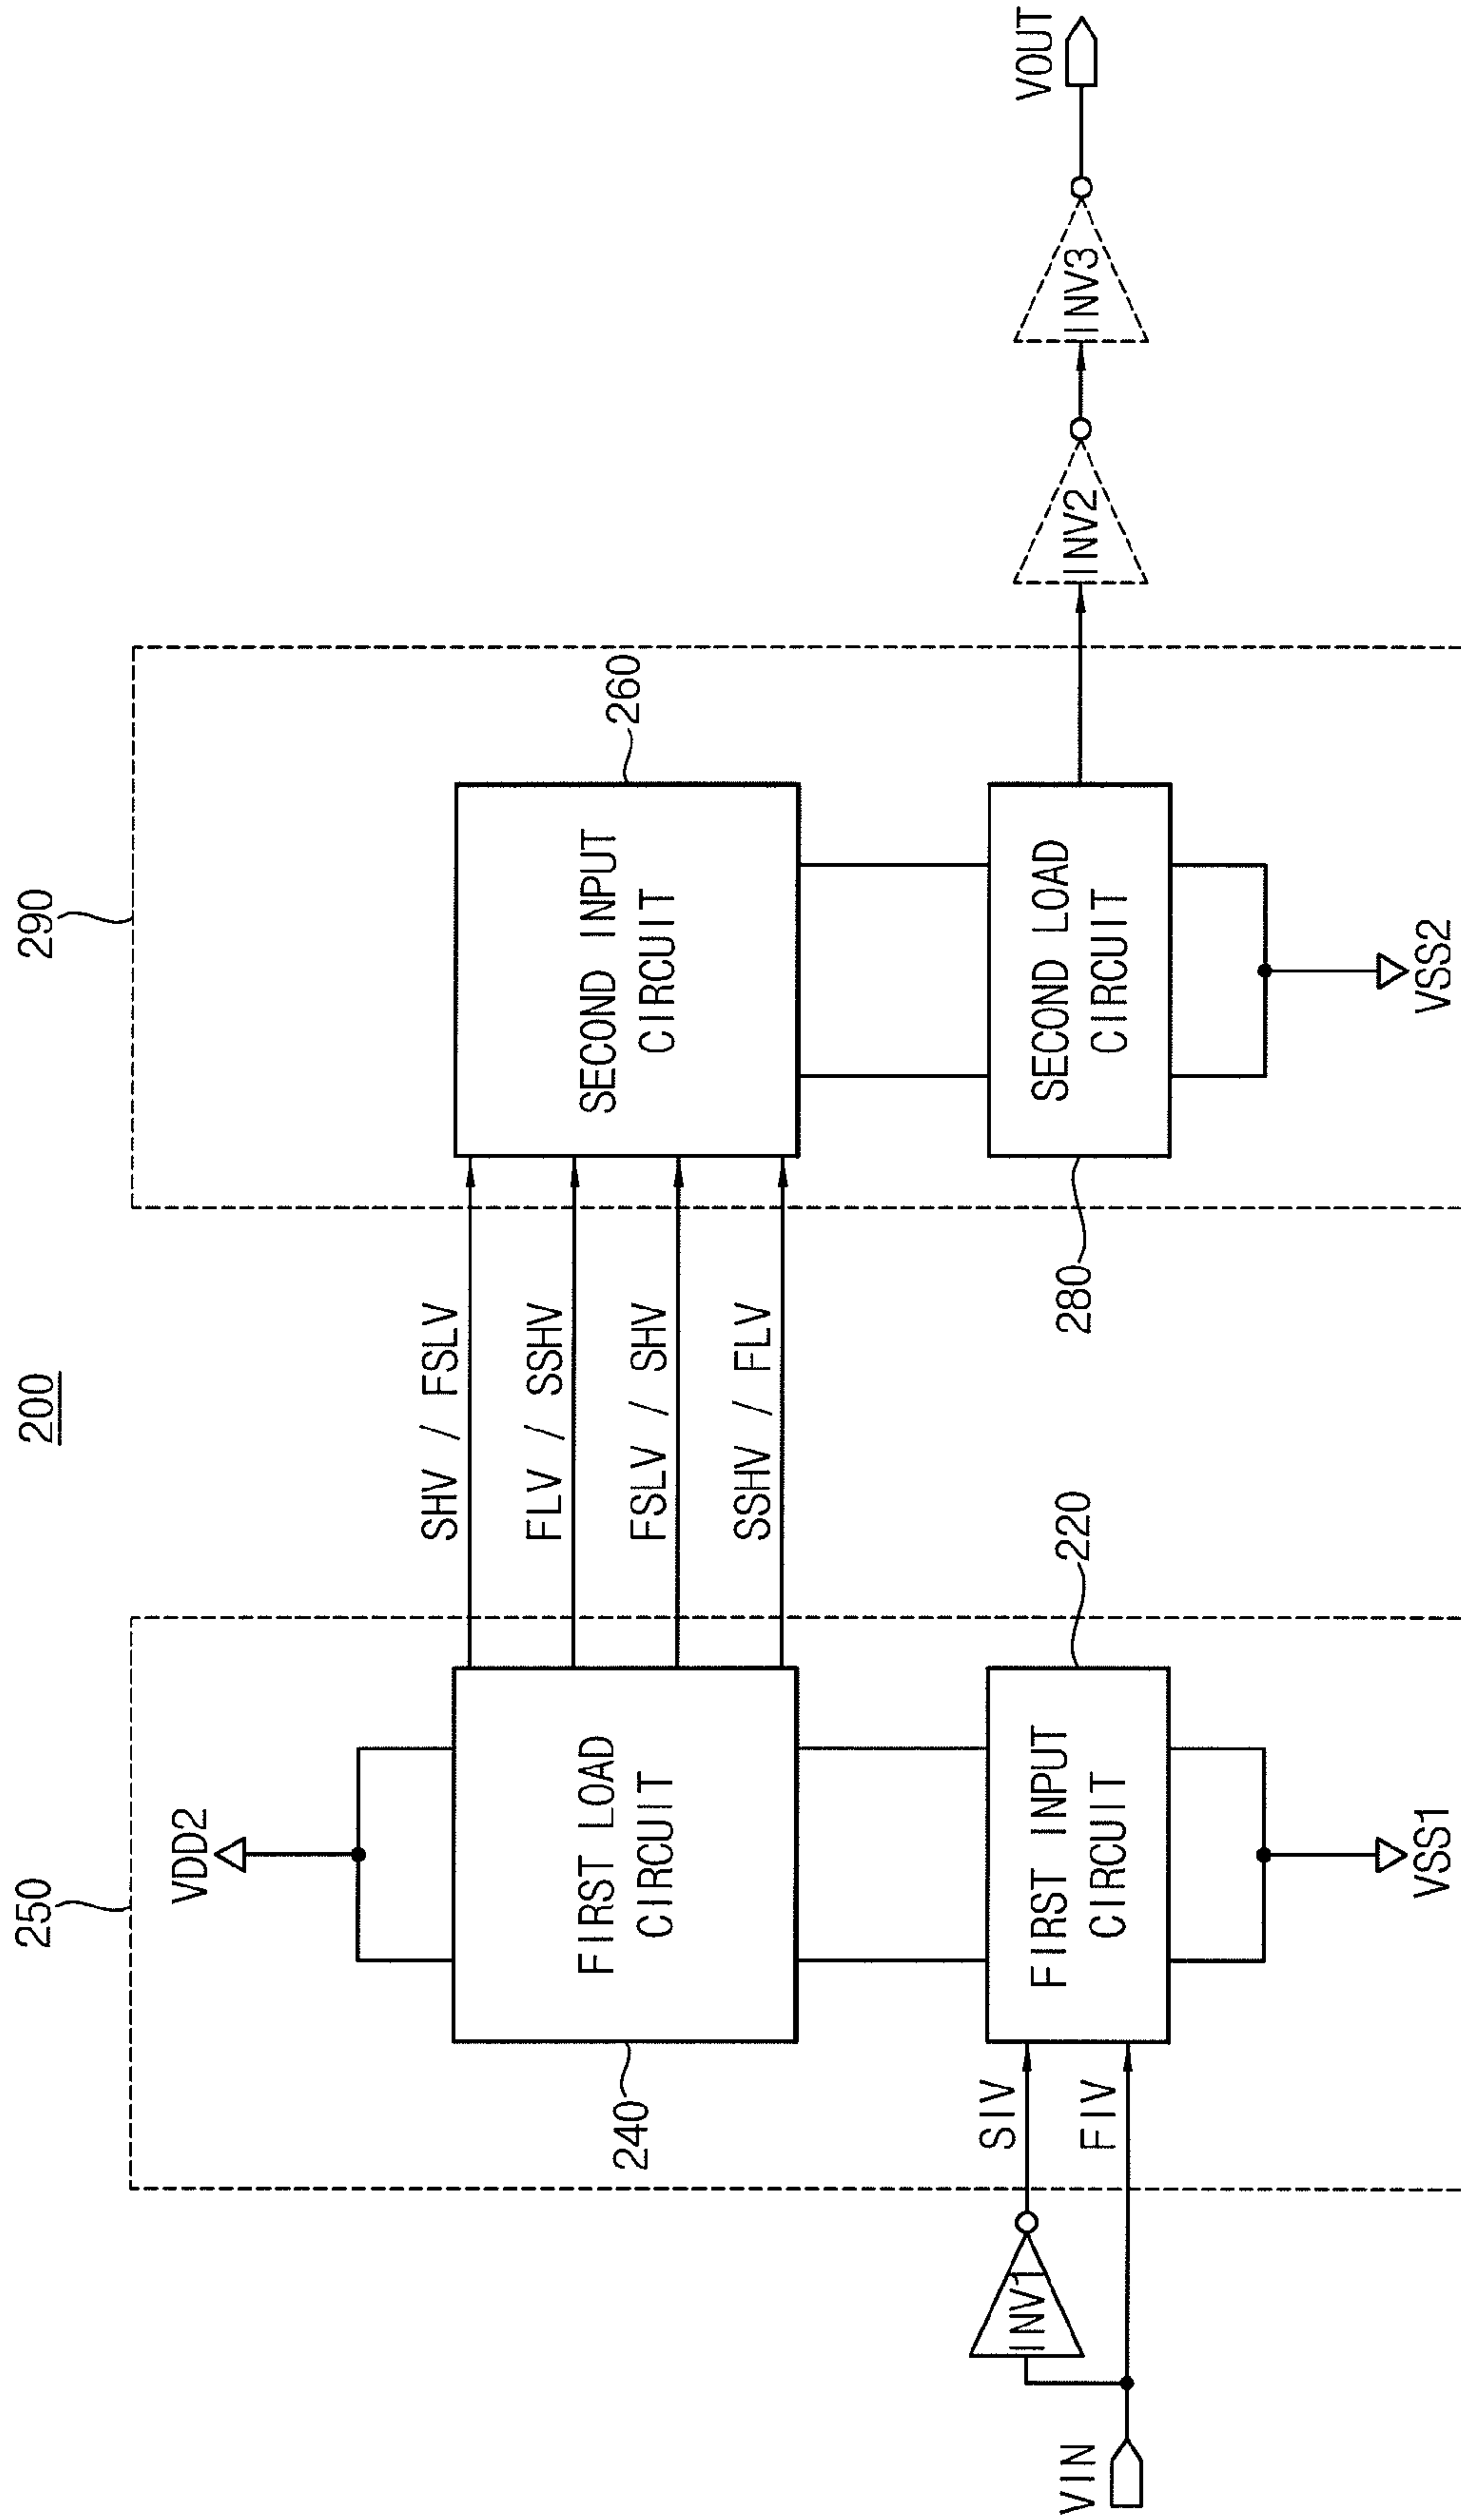 200
250
290
VDD2
240
FIRST LOAD
CIRCUIT
SHV / FSLV
FLV / SSHV
FSLV / SHV
SSHV / FLV
SECOND INPUT
CIRCUIT
260
VIN
INV1
SIV
FIV
FIRST INPUT
CIRCUIT
220
280
SECOND LOAD
CIRCUIT
INV2
INV3
VOUT
VSS1
VSS2